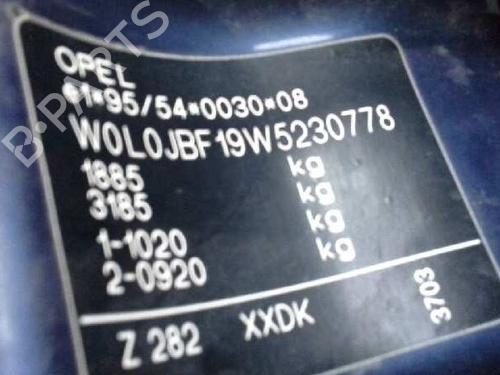 OPEL
e1*95/54*0030*08
W0L0JBF19W5230778
1885 kg
3185 kg
1-1020 kg
2-0920 kg
Z 282 XXDK 3703
B-PARTS